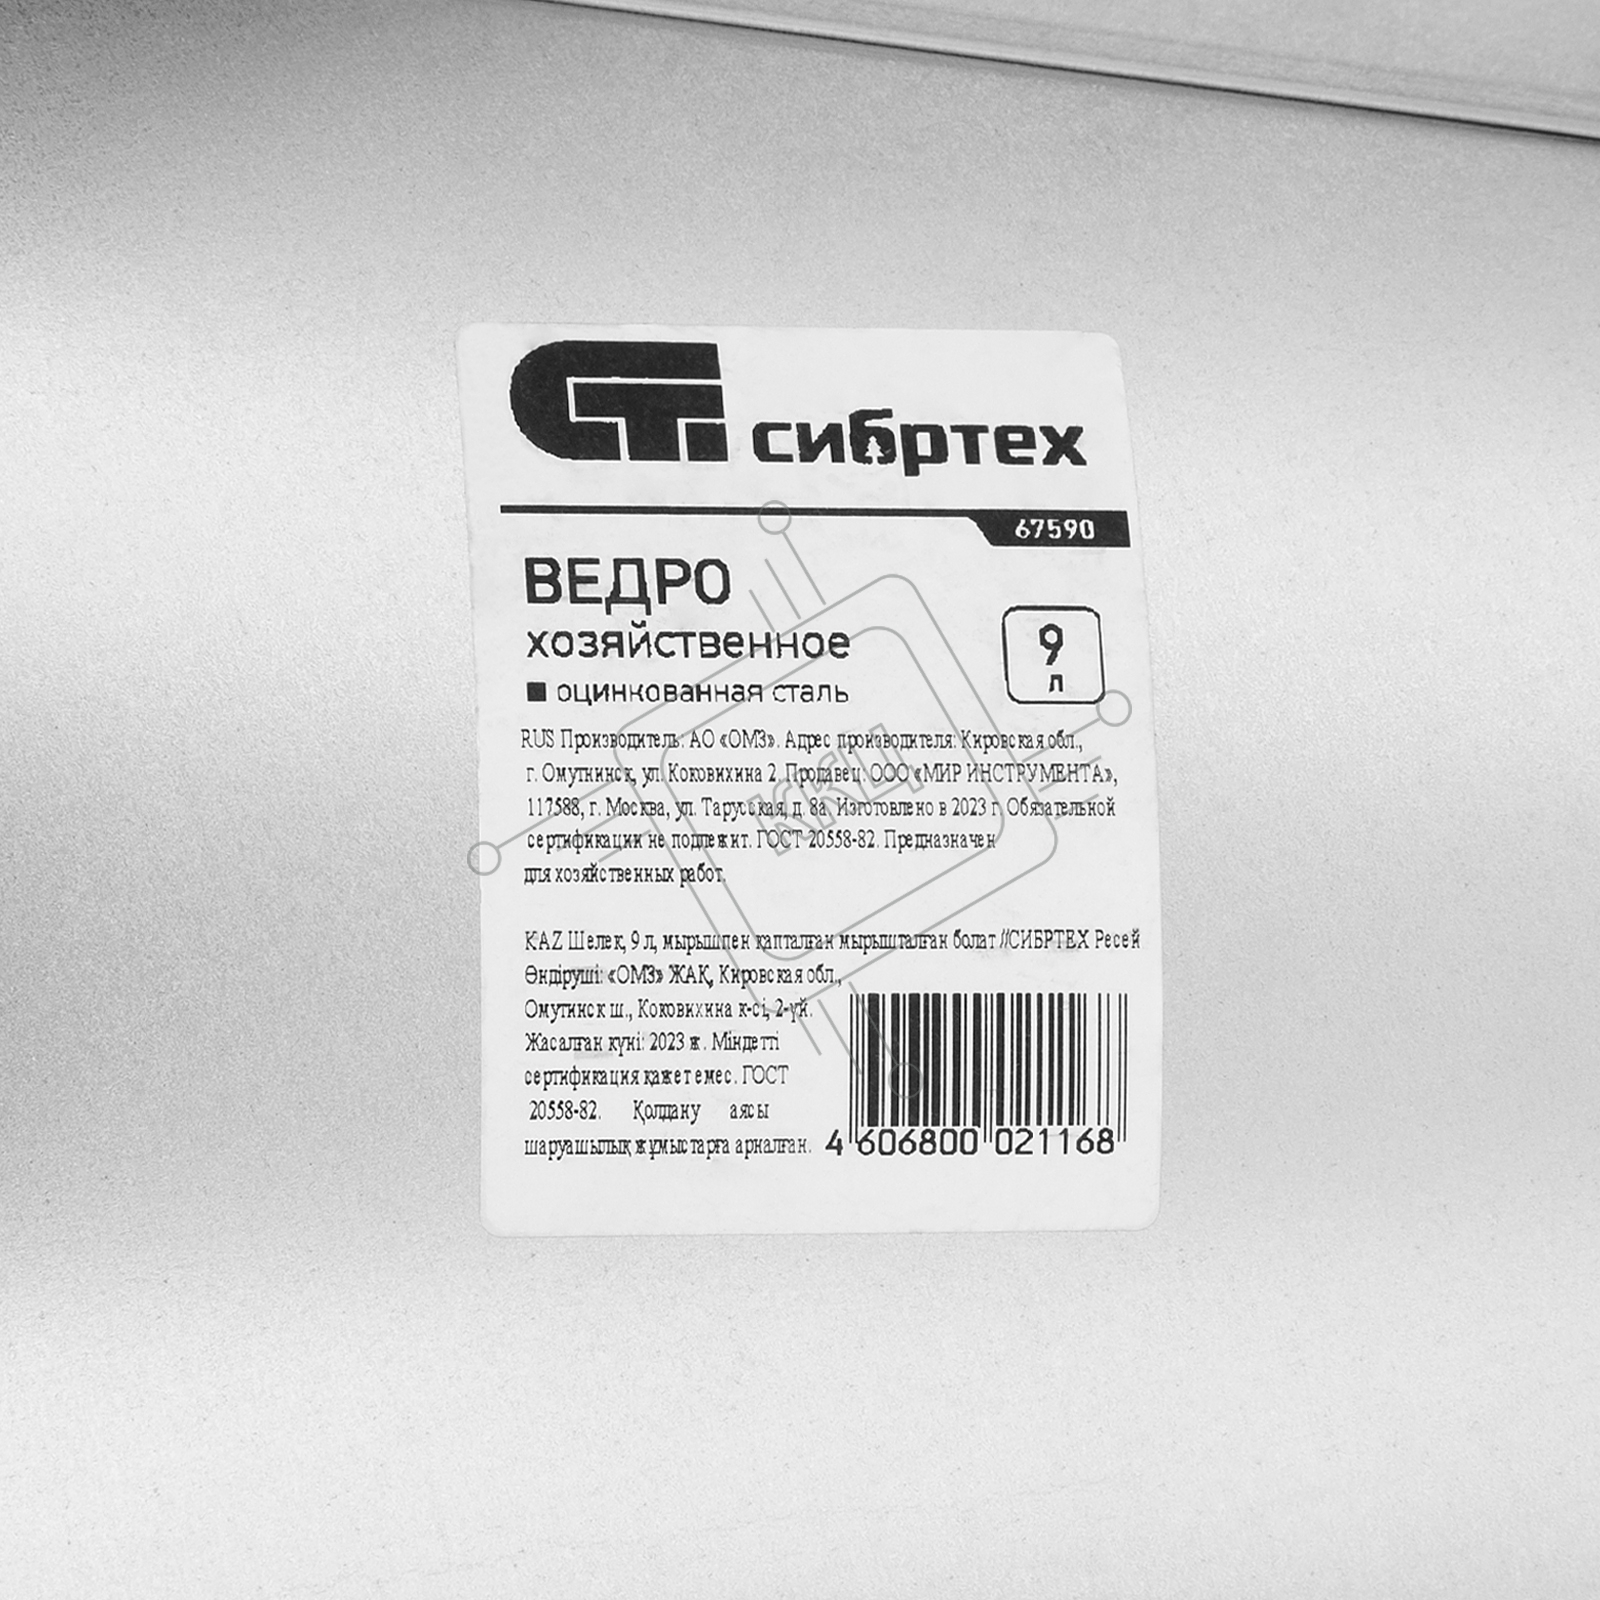 сибртех
67590
ВЕДРО
хозяйственное
9
л
оцинкованная сталь
RUS Производитель: АО «ОМЗ». Адрес производителя: Кировская обл.,
г. Омутнинск, ул. Коковихина 2. Продавец: ООО «МИР ИНСТРУМЕНТА»,
117588, г. Москва, ул. Тарусская, д. 8а. Изготовлено в 2023 г. Обязательной
сертификации не подлежит. ГОСТ 20558-82. Предназначен
для хозяйственных работ.
ККЦ
KAZ Шелек, 9 л, мырышпен қапталған мырышталған болат //СИБРТЕХ Ресей
Өндіруші: «ОМЗ» ЖАҚ, Кировская обл.,
Омутинск ш., Коковихина к-сі, 2-үй.
Жасалған күні: 2023 ж. Міндетті
сертификация қажет емес. ГОСТ
20558-82. Қолдану аясы
шаруашылық жұмыстарға арналған.
4 606800 021168